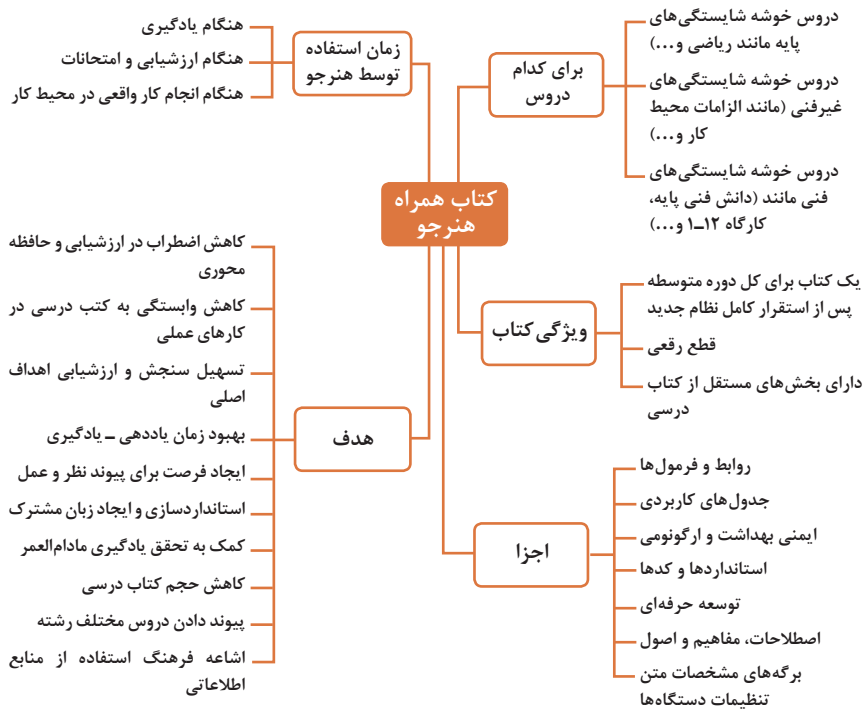 کتاب همراه
هنرجو
برای کدام
دروس
دروس خوشه شایستگی‌های
پایه مانند ریاضی و...)
دروس خوشه شایستگی‌های
غیرفنی (مانند الزامات محیط
کار و...)
دروس خوشه شایستگی‌های
فنی مانند (دانش فنی پایه،
کارگاه ۱۲ـ۱ و...)
ویژگی کتاب
یک کتاب برای کل دوره متوسطه
پس از استقرار کامل نظام جدید
قطع رقعی
دارای بخش‌های مستقل از کتاب
درسی
اجزا
روابط و فرمول‌ها
جدول‌های کاربردی
ایمنی بهداشت و ارگونومی
استانداردها و کدها
توسعه حرفه‌ای
اصطلاحات، مفاهیم و اصول
برگه‌های مشخصات متن
تنظیمات دستگاه‌ها
زمان استفاده
توسط هنرجو
هنگام یادگیری
هنگام ارزشیابی و امتحانات
هنگام انجام کار واقعی در محیط کار
هدف
کاهش اضطراب در ارزشیابی و حافظه
محوری
کاهش وابستگی به کتب درسی در
کارهای عملی
تسهیل سنجش و ارزشیابی اهداف
اصلی
بهبود زمان یاددهی ـ یادگیری
ایجاد فرصت برای پیوند نظر و عمل
استانداردسازی و ایجاد زبان مشترک
کمک به تحقق یادگیری مادام‌العمر
کاهش حجم کتاب درسی
پیوند دادن دروس مختلف رشته
اشاعه فرهنگ استفاده از منابع
اطلاعاتی